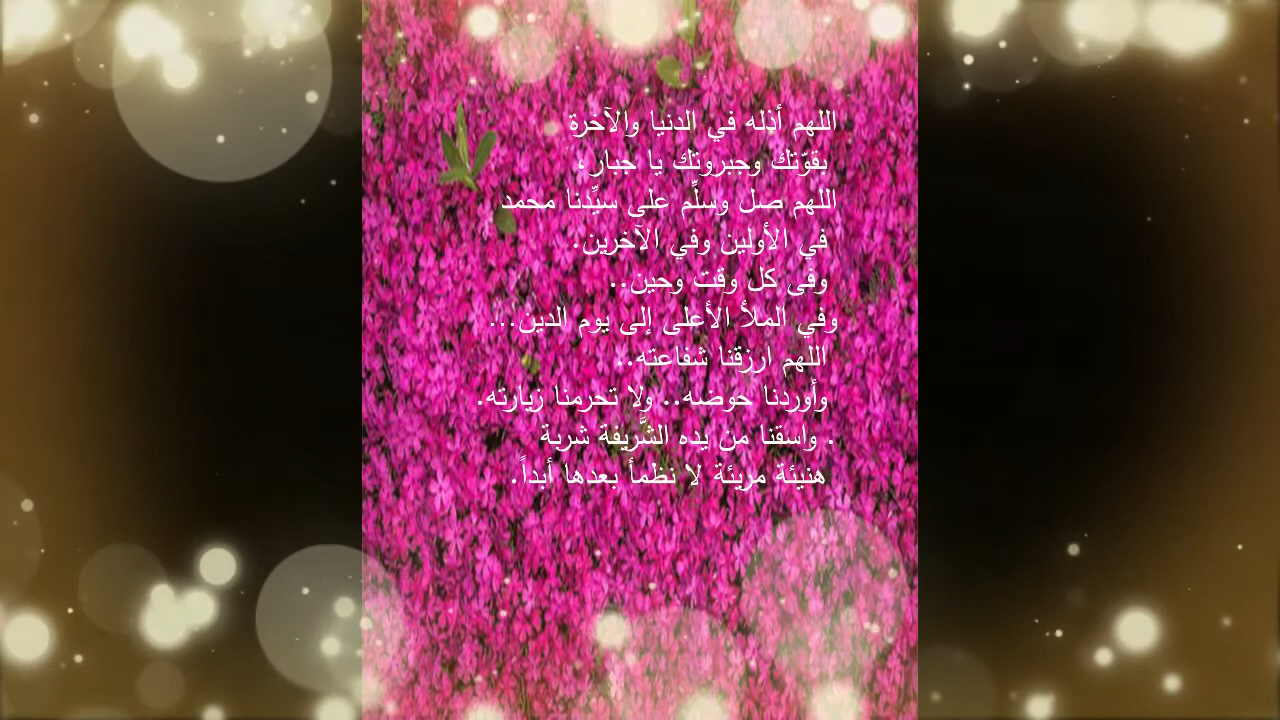 اللهم أذله في الدنيا والآخرة
بقوّتك وجبروتك يا جبار،
اللهم صل وسلِّم على سيِّدنا محمد
في الأولين وفي الآخرين.
وفى كل وقت وحين..
وفي الملأ الأعلى إلى يوم الدين...
اللهم ارزقنا شفاعته..
وأوردنا حوضه.. ولا تحرمنا زيارته.
. واسقنا من يده الشَّريفة شربة
هنيئة مريئة لا نظمأ بعدها أبداً.